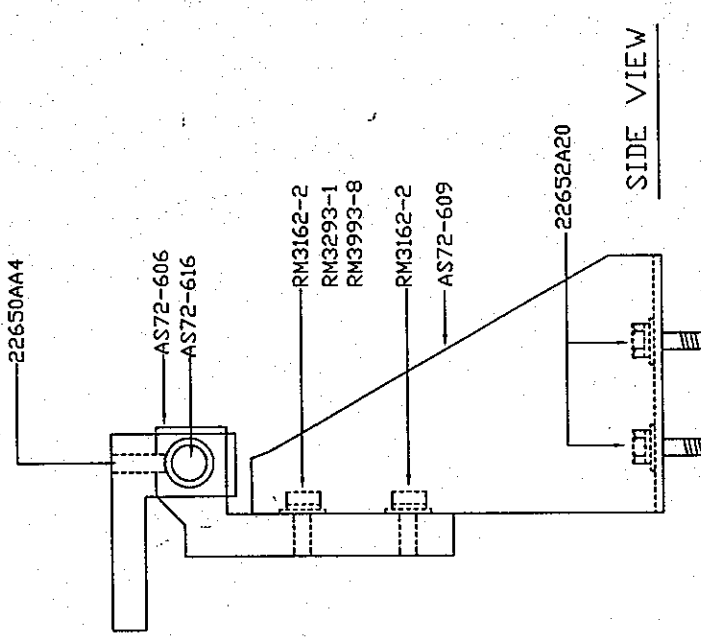 22650AA4
AS72-606
AS72-616
RM3162-2
RM3293-1
RM3993-8
RM3162-2
AS72-609
22652A20
SIDE VIEW